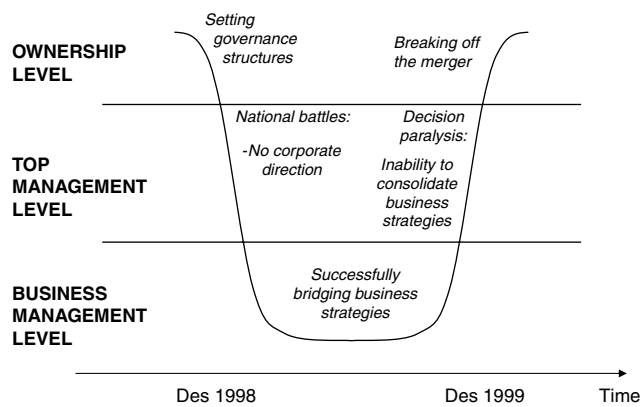 OWNERSHIP
LEVEL
Setting
governance
structures
Breaking off
the merger
TOP
MANAGEMENT
LEVEL
National battles:
-No corporate
direction
Decision
paralysis:
Inability to
consolidate
business
strategies
BUSINESS
MANAGEMENT
LEVEL
Successfully
bridging business
strategies
Des 1998
Des 1999
Time